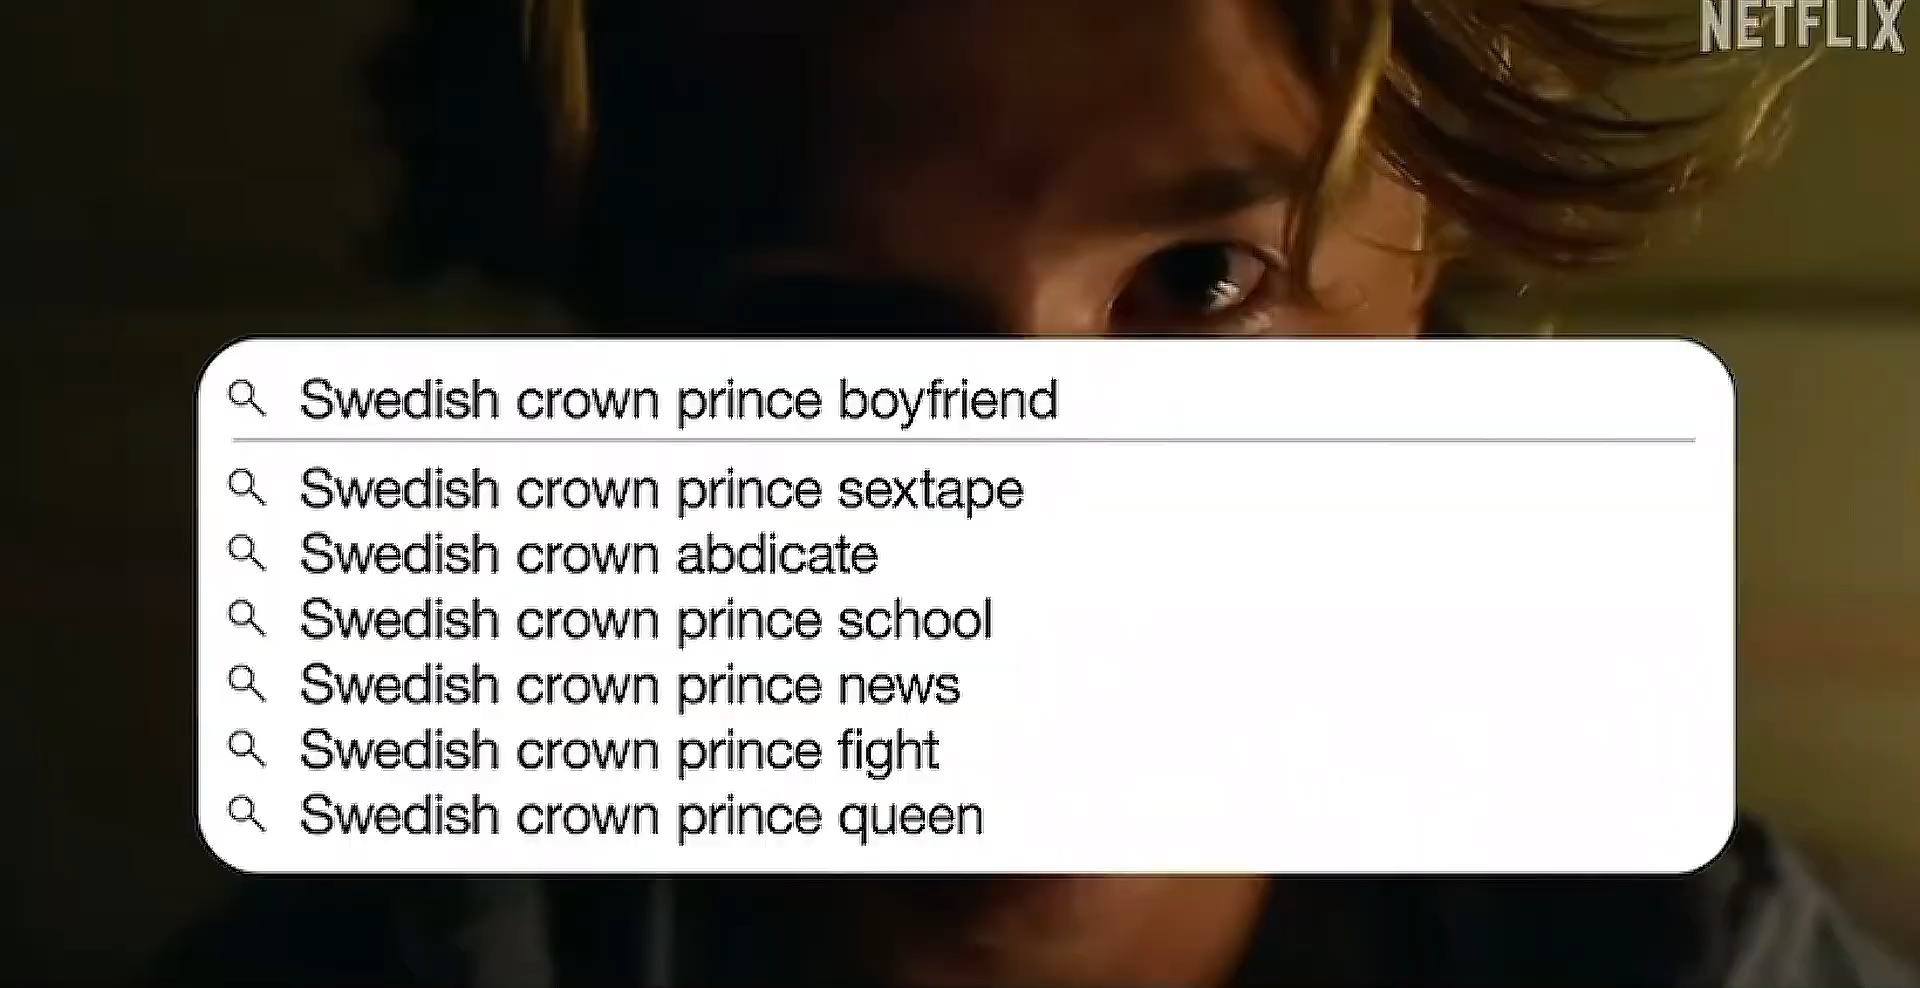 NETFLIX
Swedish crown prince boyfriend
Swedish crown prince sextape
Swedish crown abdicate
Swedish crown prince school
Swedish crown prince news
Swedish crown prince fight
Swedish crown prince queen